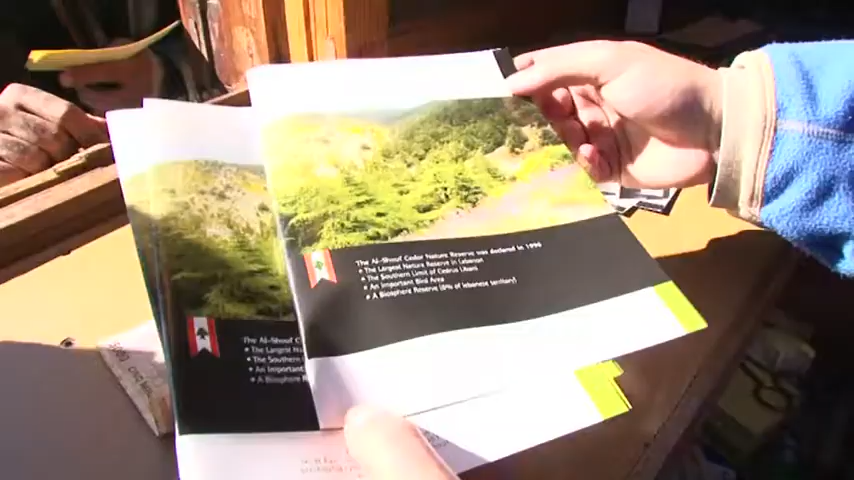 The Al-Shouf Cedar Nature Reserve was declared in 1996
The Largest Nature Reserve in Lebanon
The Southern Limit of Cedrus Libani
An Important Bird Area
A Biosphere Reserve (5% of lebanese territory)
The Al-Shouf
The Largest
The Southern
An Important
A Biosphere